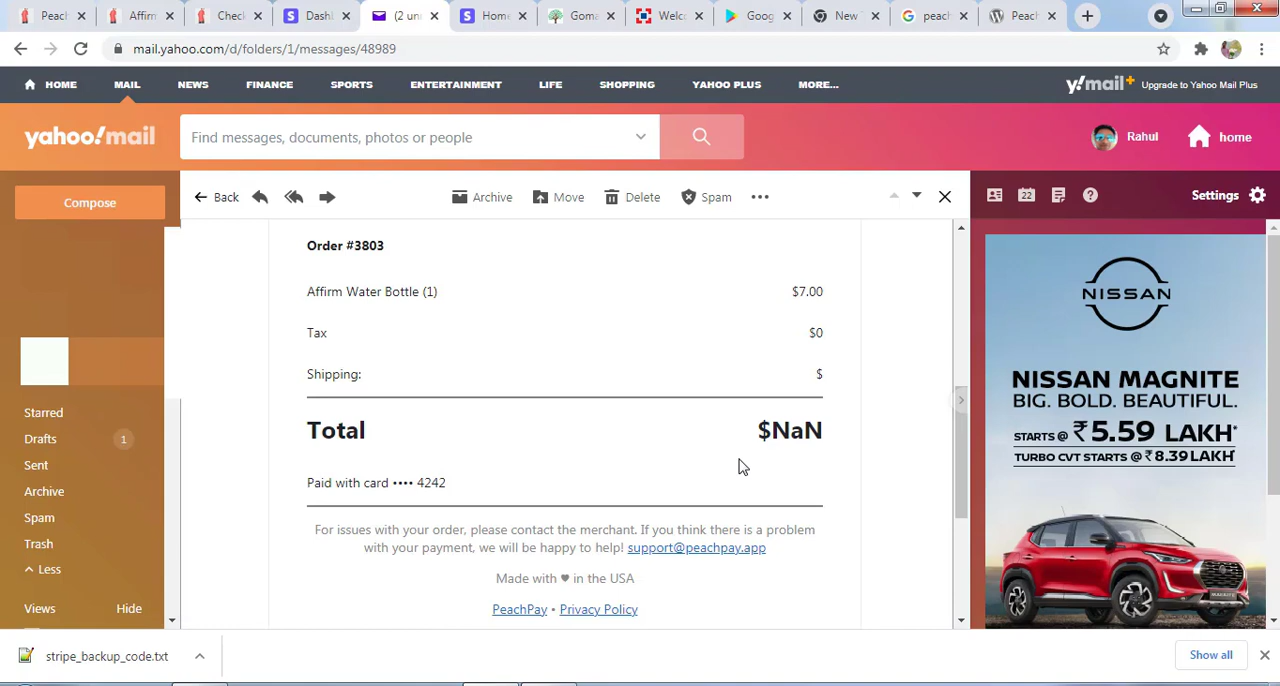 Peach
Affirm
Check
Dashl
(2 un
Home
Goma
Welc
Goog
New T
peach
Peach
mail.yahoo.com/d/folders/1/messages/48989
HOME MAIL NEWS FINANCE SPORTS ENTERTAINMENT LIFE SHOPPING YAHOO PLUS MORE...
y!mail+ Upgrade to Yahoo Mail Plus
yahoo!mail
Find messages, documents, photos or people
Rahul
home
Compose
Back
Archive Move Delete Spam
22
Settings
Order #3803
Affirm Water Bottle (1) $7.00
Tax $0
Shipping: $
Total $NaN
Paid with card •••• 4242
For issues with your order, please contact the merchant. If you think there is a problem
with your payment, we will be happy to help! support@peachpay.app
Made with ♥ in the USA
PeachPay • Privacy Policy
Starred
Drafts 1
Sent
Archive
Spam
Trash
Less
Views Hide
NISSAN
NISSAN MAGNITE
BIG. BOLD. BEAUTIFUL.
STARTS @ ₹5.59 LAKH*
TURBO CVT STARTS @ ₹8.39 LAKH*
stripe_backup_code.txt
Show all